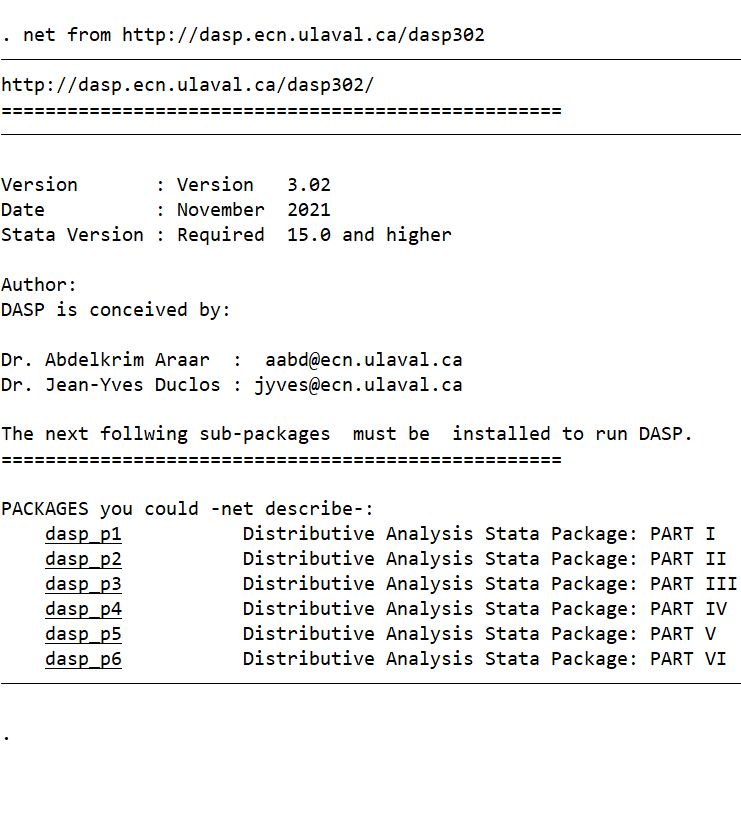 . net from http://dasp.ecn.ulaval.ca/dasp302
http://dasp.ecn.ulaval.ca/dasp302/
===================================================
Version       : Version   3.02
Date          : November  2021
Stata Version : Required  15.0 and higher
Author:
DASP is conceived by:
Dr. Abdelkrim Araar  :  aabd@ecn.ulaval.ca
Dr. Jean-Yves Duclos : jyves@ecn.ulaval.ca
The next follwing sub-packages  must be  installed to run DASP.
===================================================
PACKAGES you could -net describe-:
    dasp_p1           Distributive Analysis Stata Package: PART I
    dasp_p2           Distributive Analysis Stata Package: PART II
    dasp_p3           Distributive Analysis Stata Package: PART III
    dasp_p4           Distributive Analysis Stata Package: PART IV
    dasp_p5           Distributive Analysis Stata Package: PART V
    dasp_p6           Distributive Analysis Stata Package: PART VI
.